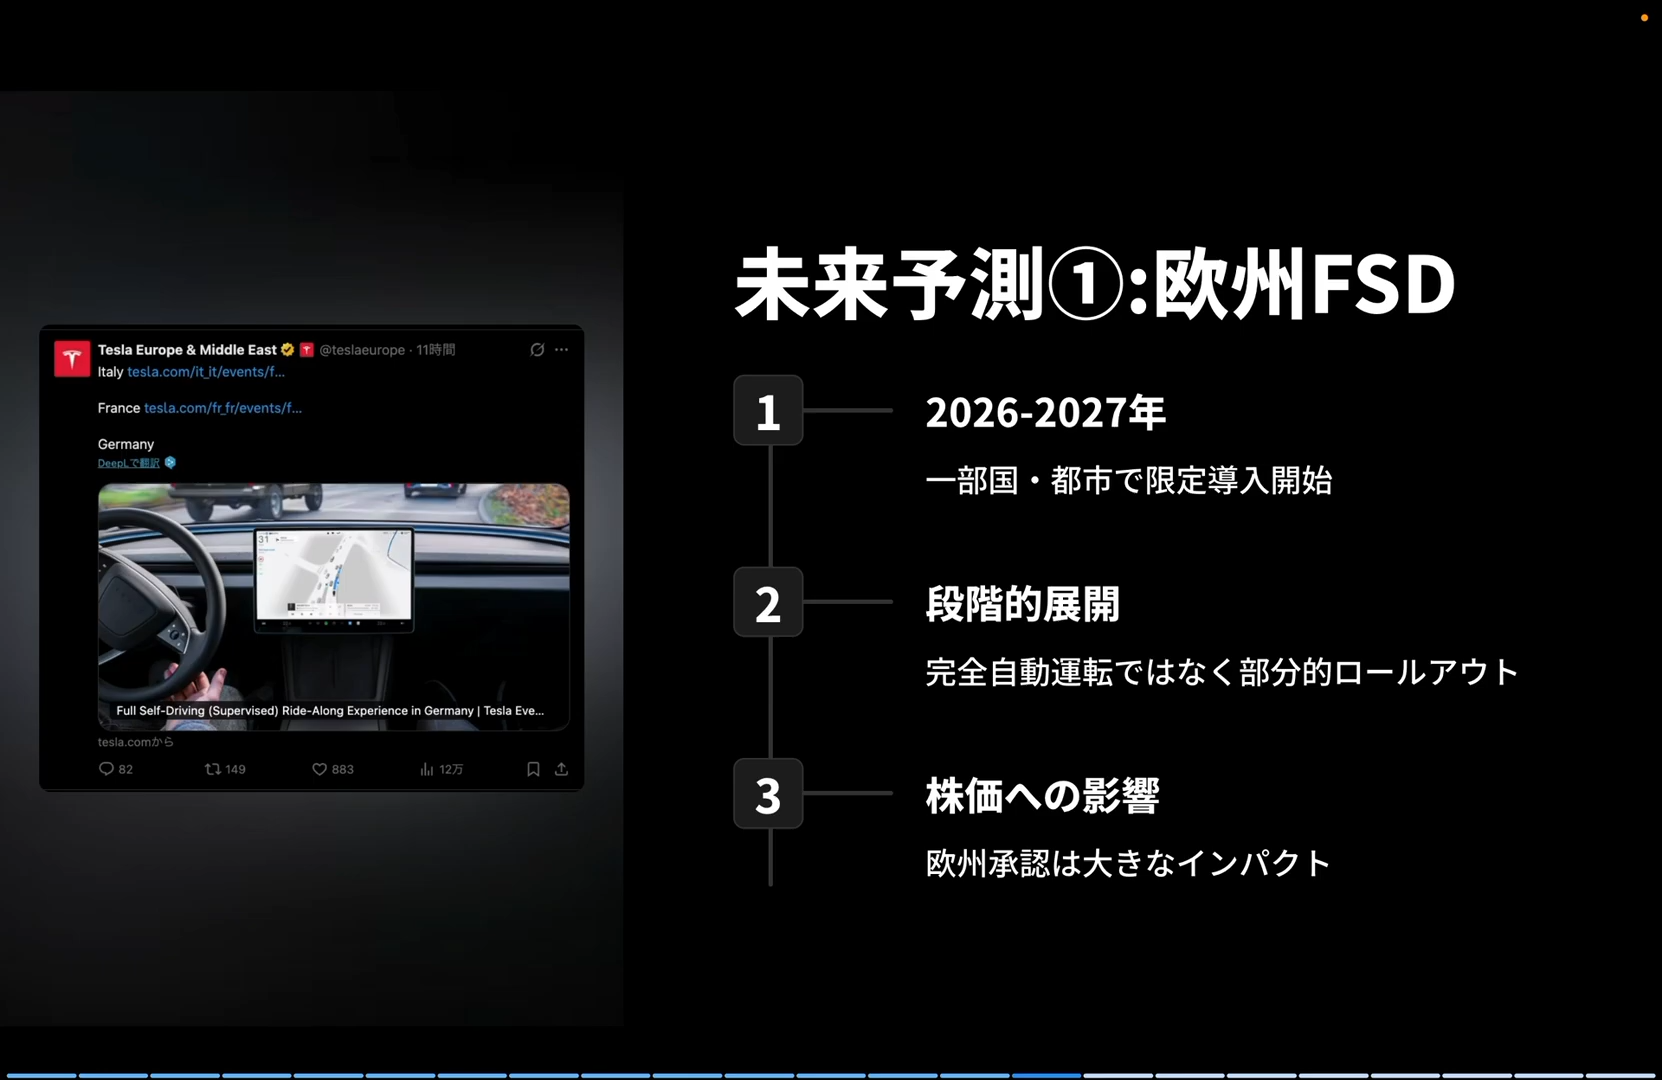 Tesla Europe & Middle East @teslaeurope · 11時間
Italy tesla.com/it_it/events/f...
France tesla.com/fr_fr/events/f...
Germany
DeepLで翻訳
31
Full Self-Driving (Supervised) Ride-Along Experience in Germany | Tesla Eve...
tesla.comから
82 149 883 12万
未来予測①:欧州FSD
1 2026-2027年
一部国・都市で限定導入開始
2 段階的展開
完全自動運転ではなく部分的ロールアウト
3 株価への影響
欧州承認は大きなインパクト